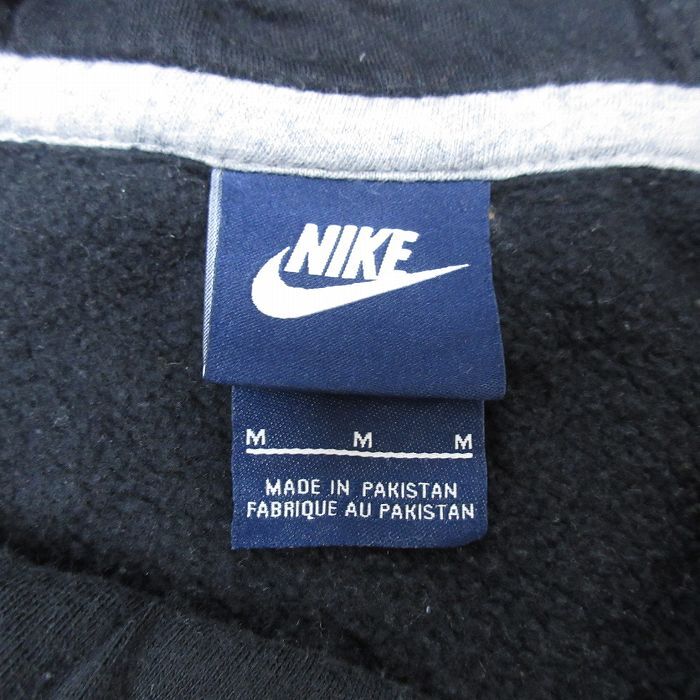 NIKE
M M M
MADE IN PAKISTAN
FABRIQUE AU PAKISTAN